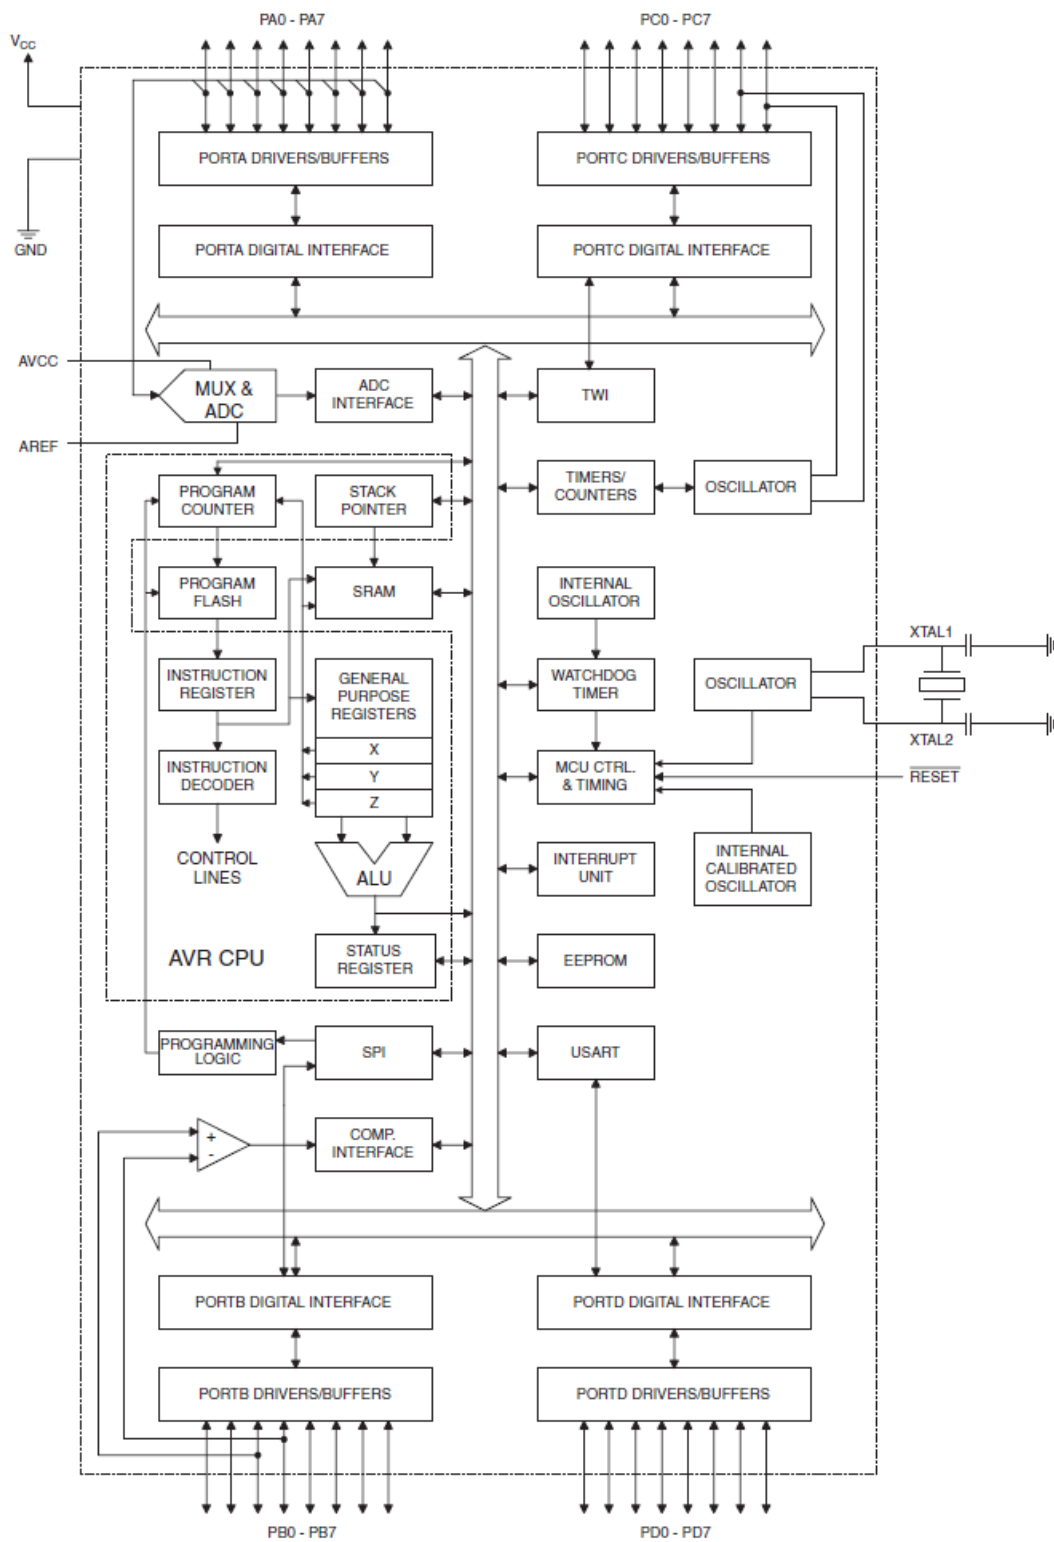 PA0 - PA7
PC0 - PC7
VCC
PORTA DRIVERS/BUFFERS
PORTC DRIVERS/BUFFERS
GND
PORTA DIGITAL INTERFACE
PORTC DIGITAL INTERFACE
AVCC
MUX &
ADC
ADC
INTERFACE
TWI
AREF
PROGRAM
COUNTER
STACK
POINTER
TIMERS/
COUNTERS
OSCILLATOR
PROGRAM
FLASH
SRAM
INTERNAL
OSCILLATOR
XTAL1
INSTRUCTION
REGISTER
GENERAL
PURPOSE
REGISTERS
WATCHDOG
TIMER
OSCILLATOR
XTAL2
X
Y
Z
INSTRUCTION
DECODER
MCU CTRL.
& TIMING
RESET
CONTROL
LINES
ALU
INTERRUPT
UNIT
INTERNAL
CALIBRATED
OSCILLATOR
AVR CPU
STATUS
REGISTER
EEPROM
PROGRAMMING
LOGIC
SPI
USART
+
-
COMP.
INTERFACE
PORTB DIGITAL INTERFACE
PORTD DIGITAL INTERFACE
PORTB DRIVERS/BUFFERS
PORTD DRIVERS/BUFFERS
PB0 - PB7
PD0 - PD7